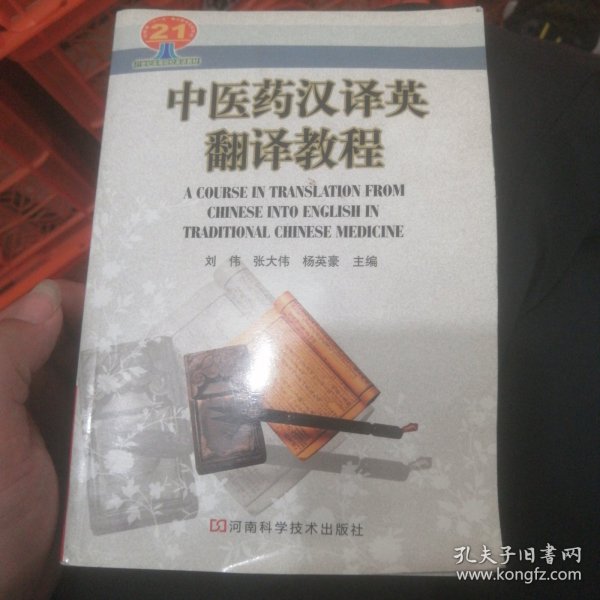 21
中医药汉译英
翻译教程
A COURSE IN TRANSLATION FROM
CHINESE INTO ENGLISH IN
TRADITIONAL CHINESE MEDICINE
刘 伟 张大伟 杨英豪 主编
河南科学技术出版社
孔夫子旧书网
www.kongfz.com